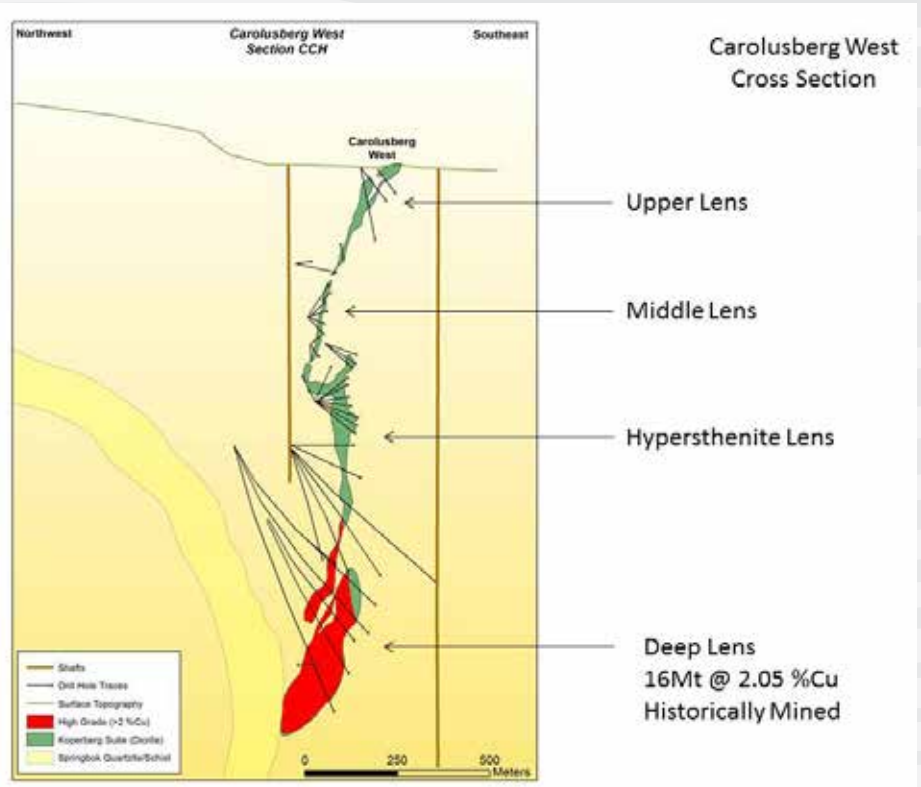 Northwest
Carolusberg West
Section CCH
Southeast
Carolusberg West
Cross Section
Carolusberg
West
Upper Lens
Middle Lens
Hypersthenite Lens
Deep Lens
16Mt @ 2.05 %Cu
Historically Mined
Shafts
Drill Hole Traces
Surface Topography
High Grade (>2 %Cu)
Koperberg Suite (Diorite)
Springbok Quartzite/Schist
0 250 500
Meters